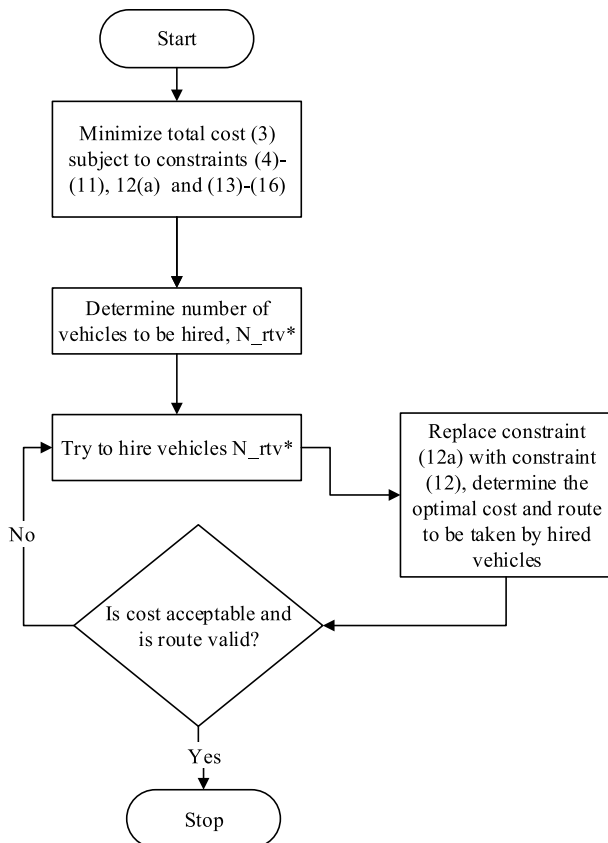 Start
Minimize total cost (3)
subject to constraints (4)-
(11), 12(a) and (13)-(16)
Determine number of
vehicles to be hired, N_rtv*
Try to hire vehicles N_rtv*
Replace constraint
(12a) with constraint
(12), determine the
optimal cost and route
to be taken by hired
vehicles
No
Is cost acceptable and
is route valid?
Yes
Stop